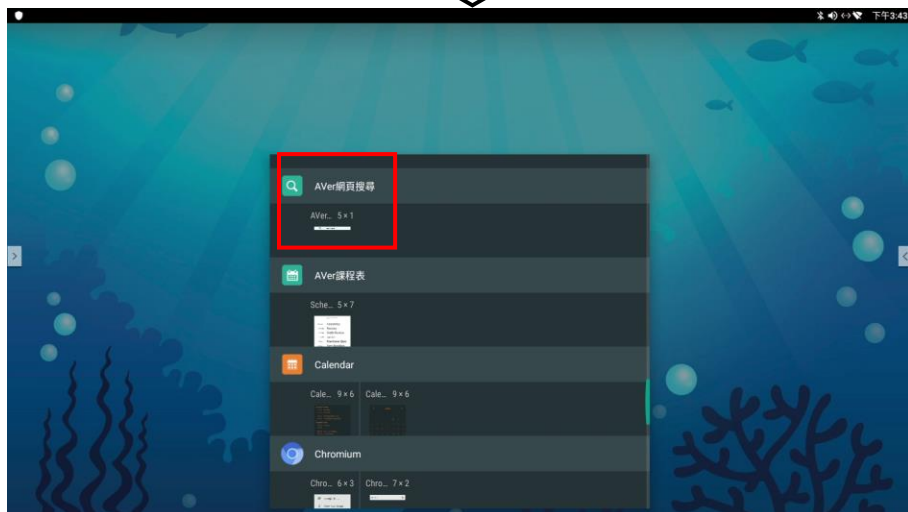 下午3:43
AVer網頁搜尋
AVer… 5×1
AVer課程表
Sche… 5×7
Calendar
Cale… 9×6 Cale… 9×6
Chromium
Chro… 6×3 Chro… 7×2